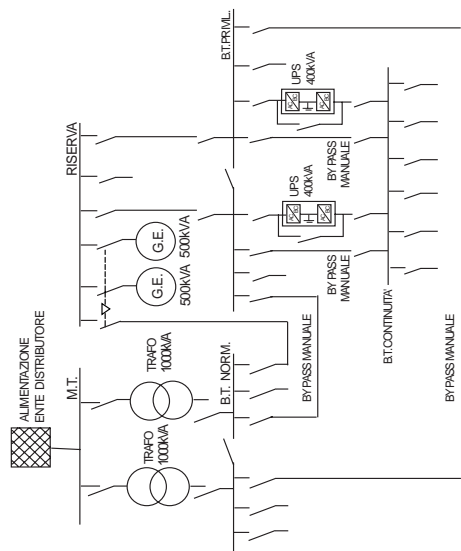 ALIMENTAZIONE
ENTE DISTRIBUTORE
M.T.
RISERVA
TRAFO
1000kVA
TRAFO
1000kVA
G.E.
500kVA
G.E.
500kVA
B.T. NORM.
B.T.PRIVIL.
UPS
400kVA
UPS
400kVA
BY PASS
MANUALE
BY PASS
MANUALE
BY PASS MANUALE
B.T.CONTINUITA'
BY PASS MANUALE